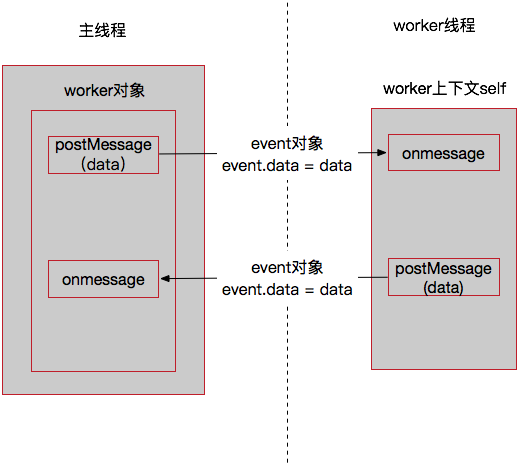 主线程
worker线程
worker对象
worker上下文self
postMessage
（data）
event对象
event.data = data
onmessage
onmessage
event对象
event.data = data
postMessage
(data)